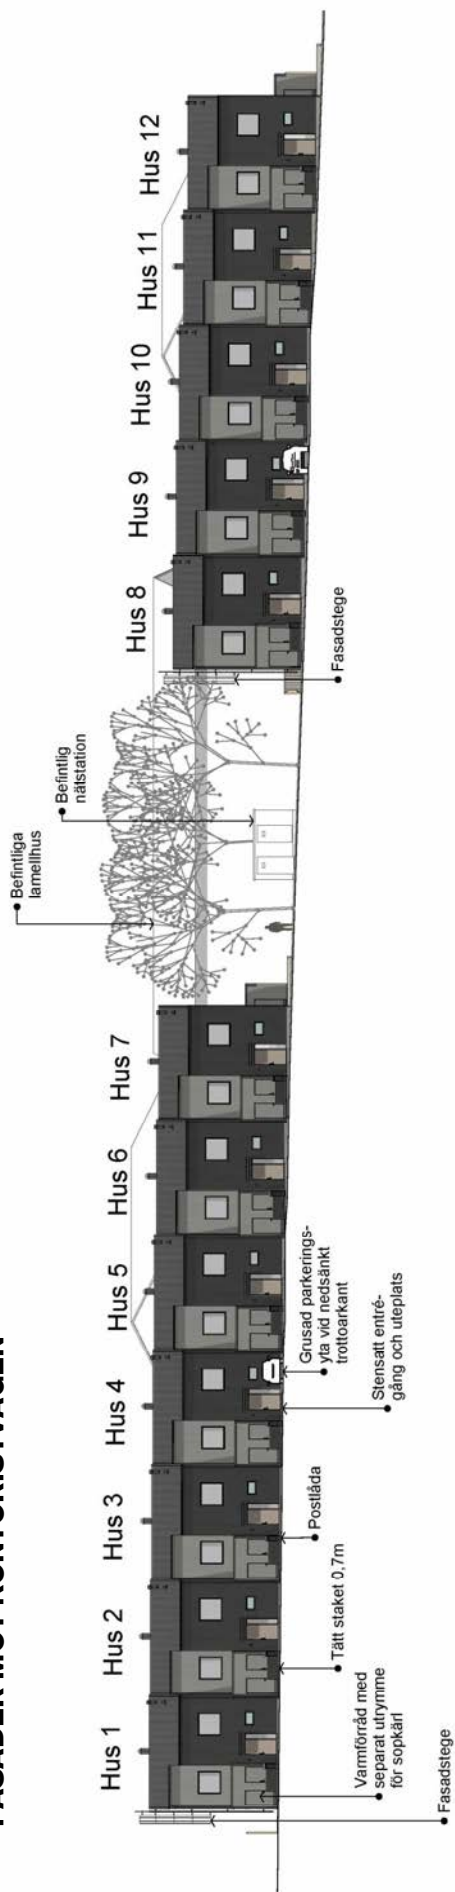 FASADER MOT KONTORISTVÄGEN
Befintliga
lamellhus
Befintlig
nätstation
Hus 1
Hus 2
Hus 3
Hus 4
Hus 5
Hus 6
Hus 7
Hus 8
Hus 9
Hus 10
Hus 11
Hus 12
Fasadstege
Varmförråd med
separat utrymme
för sopkärl
Tätt staket 0,7m
Postlåda
Stensatt entré-
gång och uteplats
Grusad parkerings-
yta vid nedsänkt
trottoarkant
Fasadstege